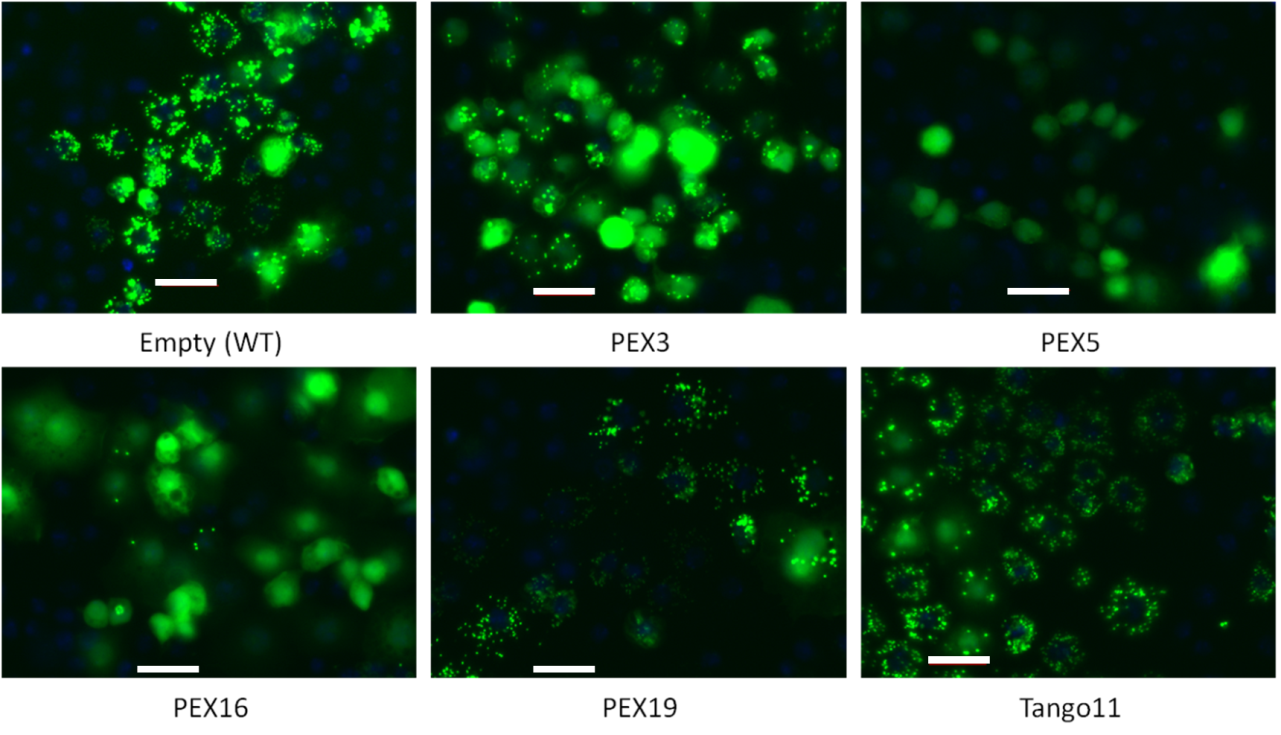 Empty (WT)
PEX3
PEX5
PEX16
PEX19
Tango11